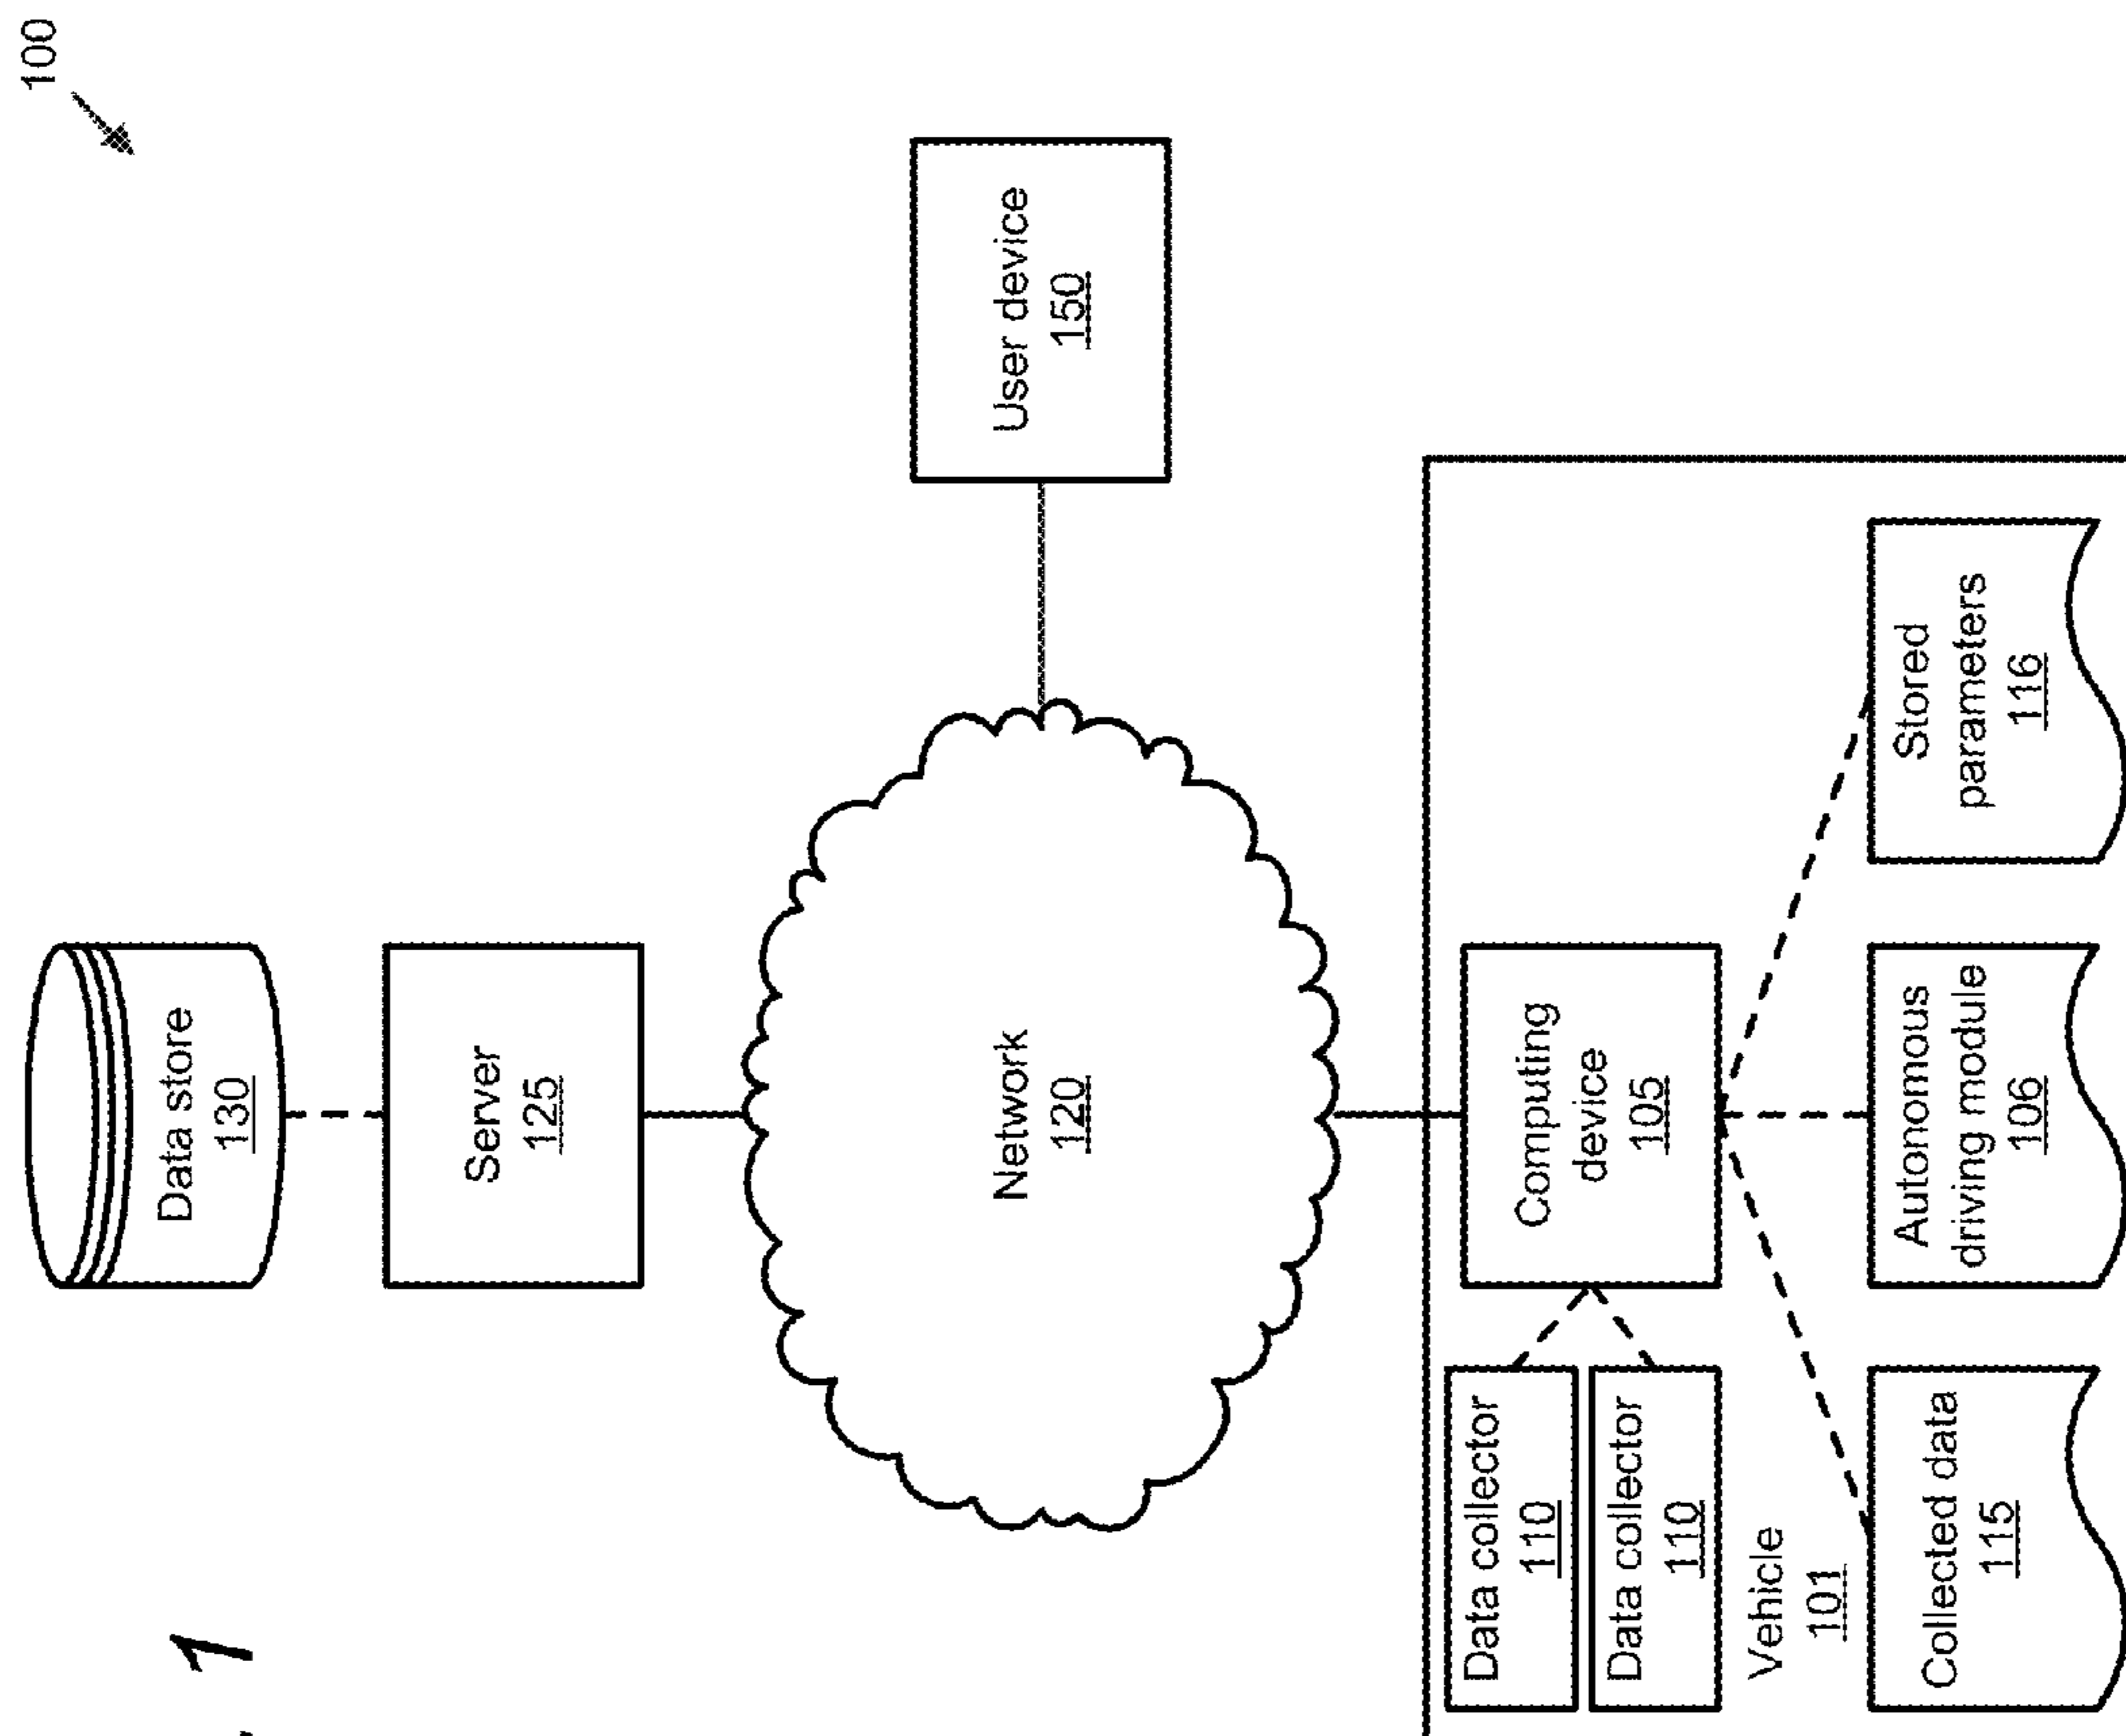 100
1
Data store
130
Server
125
Network
120
User device
150
Data collector
110
Data collector
110
Computing
device
105
Vehicle
101
Collected data
115
Autonomous
driving module
106
Stored
parameters
116